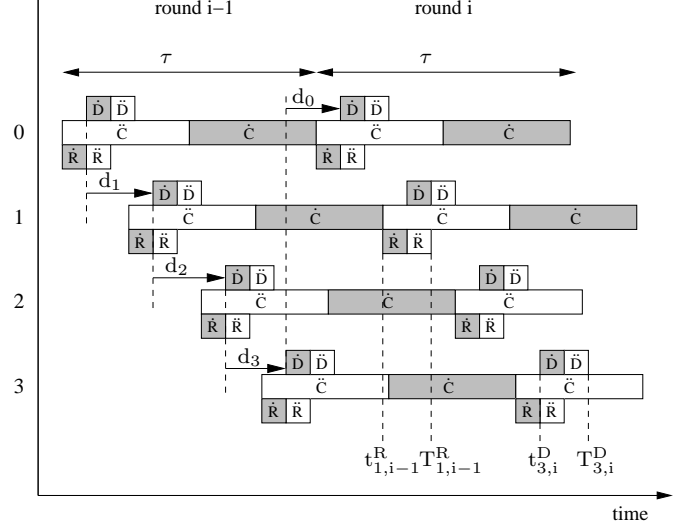 round i–1 round i
τ τ
d₀
Ḋ D̈ Ḋ D̈
0 C̈ Ċ C̈ Ċ
Ṙ R̈ Ṙ R̈
d₁ Ḋ D̈ Ḋ D̈
1 C̈ Ċ C̈ Ċ
Ṙ R̈ Ṙ R̈
d₂ Ḋ D̈ Ḋ D̈
2 C̈ Ċ C̈
Ṙ R̈ Ṙ R̈
d₃ Ḋ D̈ Ḋ D̈
3 C̈ Ċ C̈
Ṙ R̈ Ṙ R̈
t^R_{1,i−1} T^R_{1,i−1} t^D_{3,i} T^D_{3,i}
time